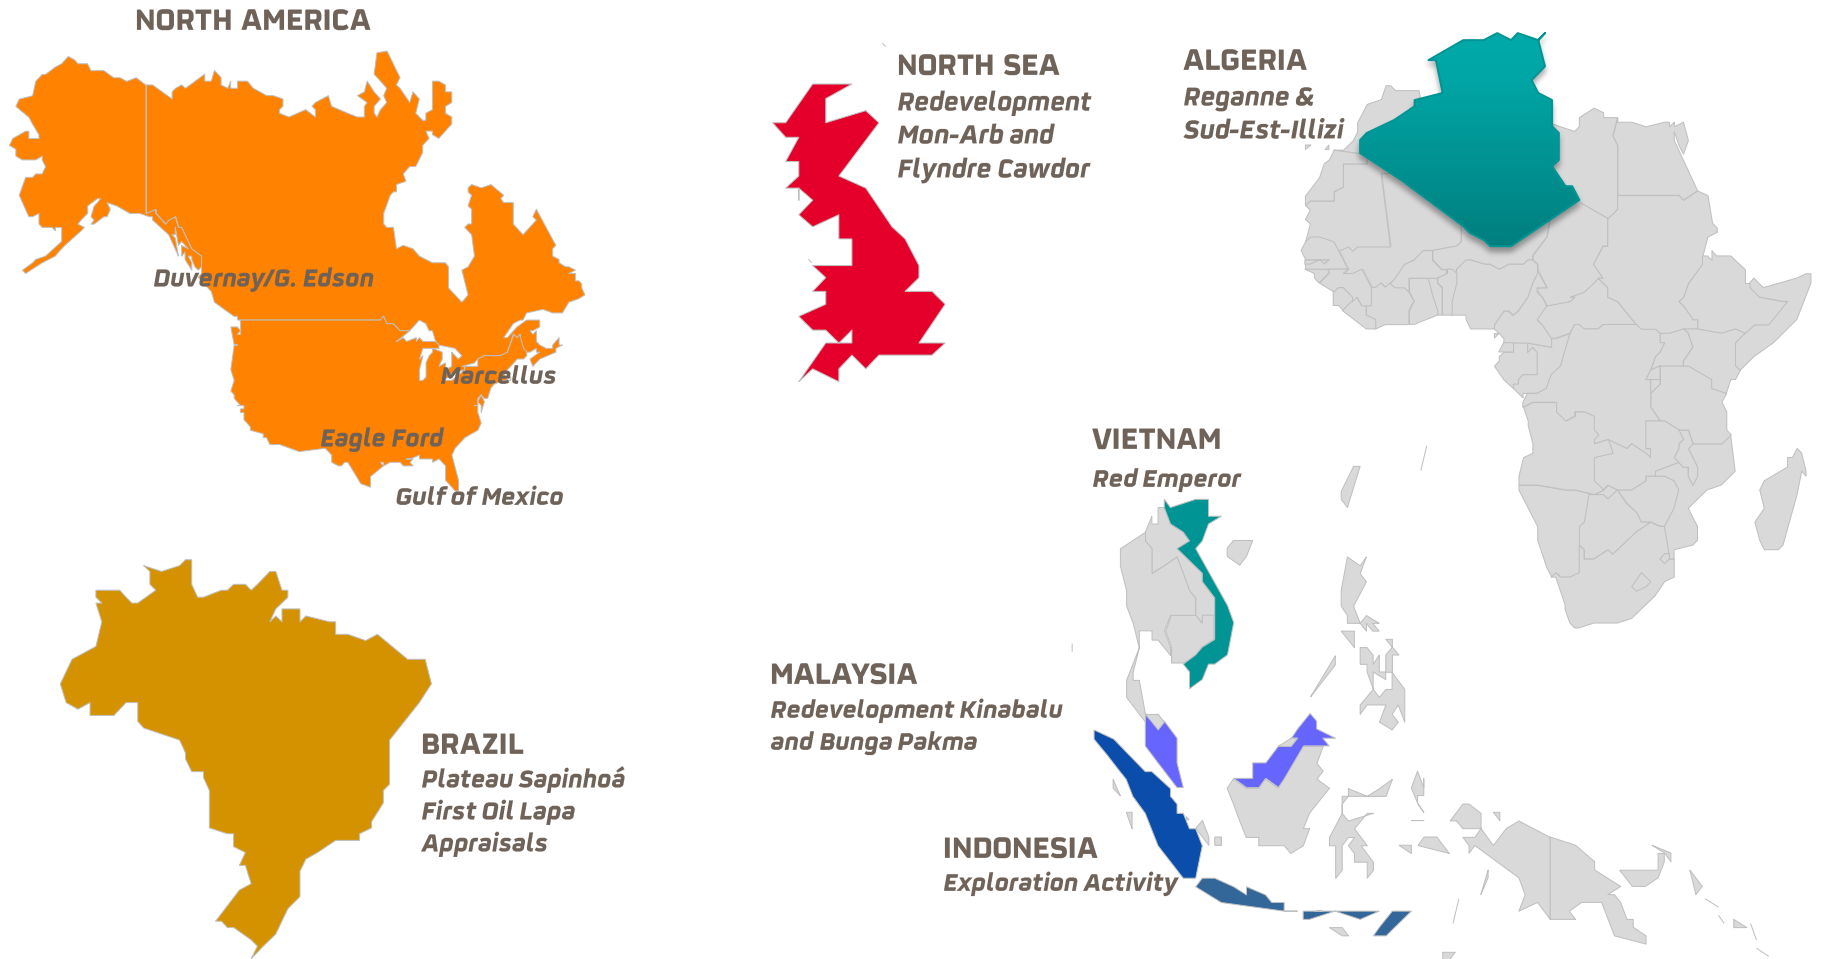 NORTH AMERICA
Duvernay/G. Edson
Marcellus
Eagle Ford
Gulf of Mexico
NORTH SEA
Redevelopment
Mon-Arb and
Flyndre Cawdor
ALGERIA
Reganne &
Sud-Est-Illizi
VIETNAM
Red Emperor
MALAYSIA
Redevelopment Kinabalu
and Bunga Pakma
BRAZIL
Plateau Sapinhoá
First Oil Lapa
Appraisals
INDONESIA
Exploration Activity